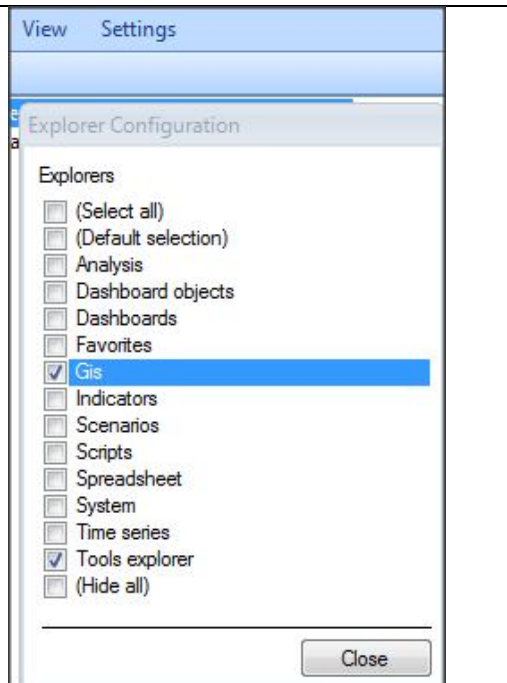 View Settings
e
Explorer Configuration
a
Explorers
(Select all)
(Default selection)
Analysis
Dashboard objects
Dashboards
Favorites
Gis
Indicators
Scenarios
Scripts
Spreadsheet
System
Time series
Tools explorer
(Hide all)
Close